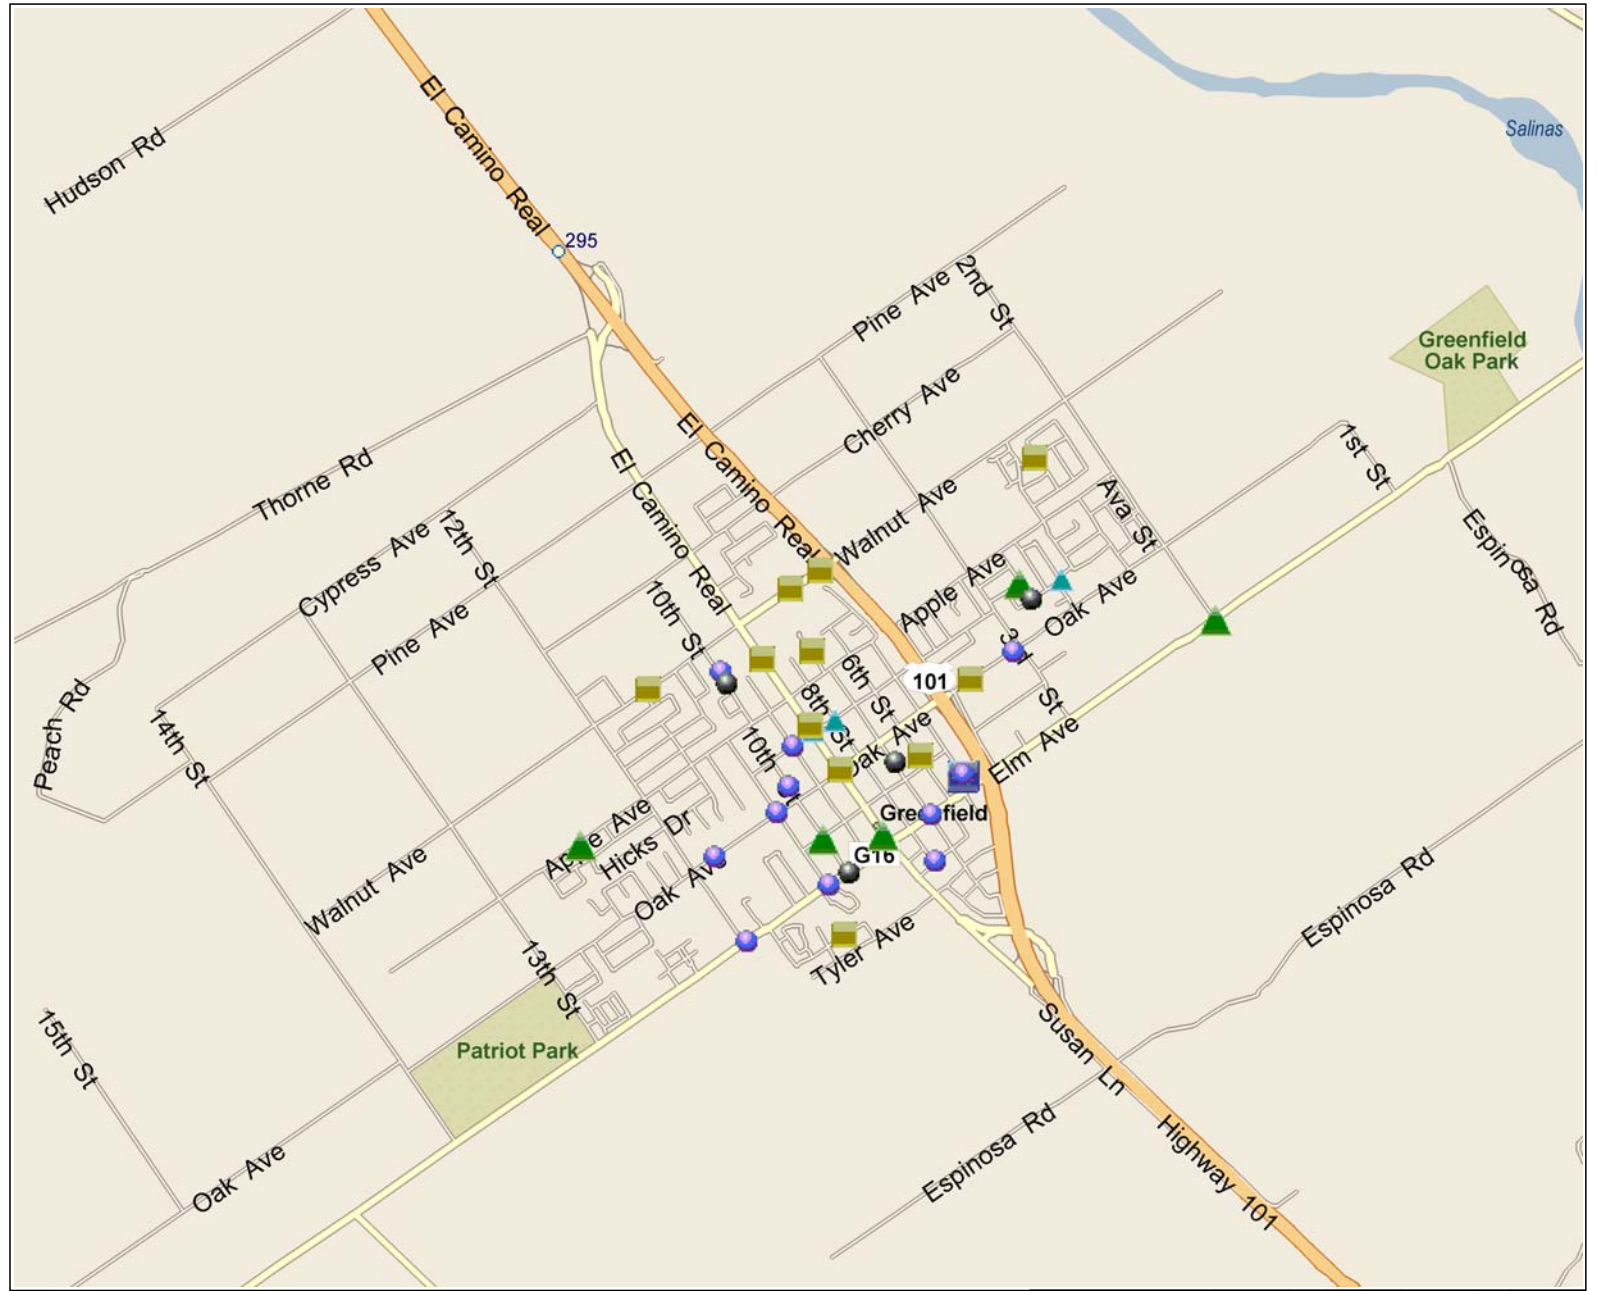 El Camino Real
Hudson Rd
Salinas
295
2nd St
Pine Ave
Greenfield
Oak Park
Cherry Ave
El Camino Real
1st St
El Camino Real
Thorne Rd
Walnut Ave
Ava St
12th St
Cypress Ave
Espinosa Rd
Apple Ave
Oak Ave
10th St
Pine Ave
3rd St
6th St
101
8th St
Peach Rd
14th St
Oak Ave
Elm Ave
10th St
Greenfield
Apple Ave
Hicks Dr
G16
Walnut Ave
Oak Ave
Espinosa Rd
Tyler Ave
13th St
15th St
Patriot Park
Susan Ln
Espinosa Rd
Oak Ave
Highway 101